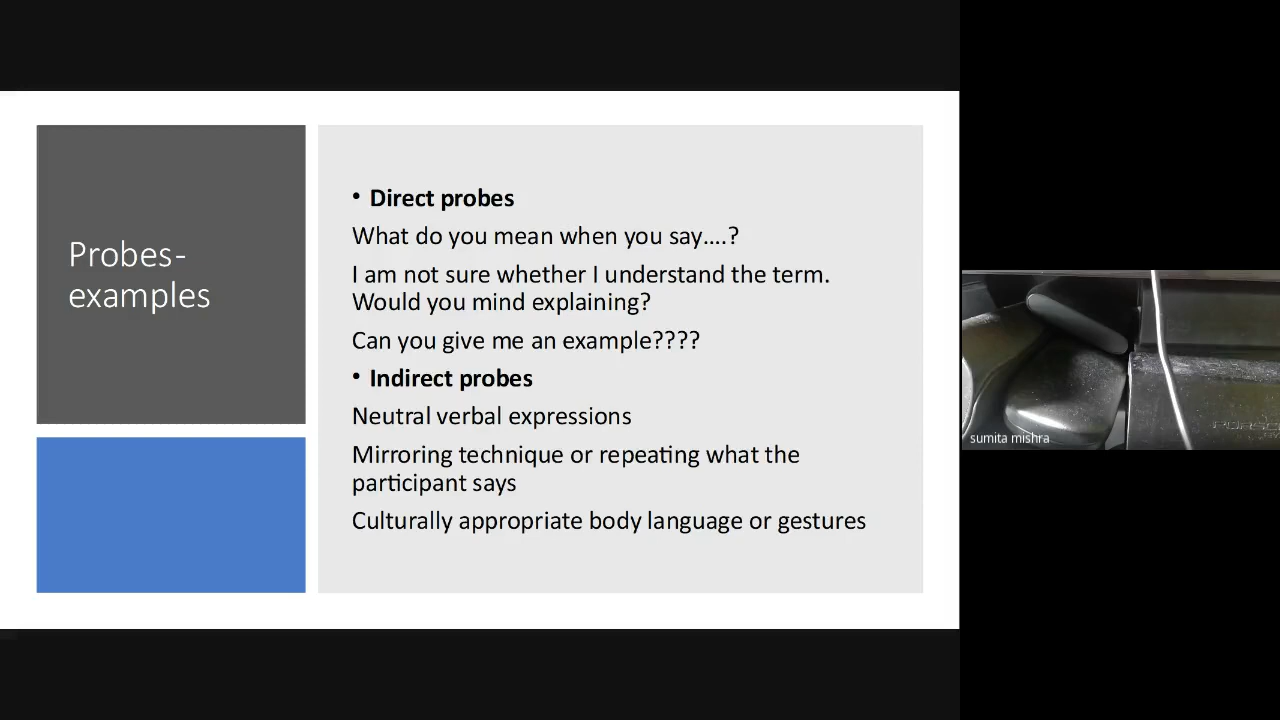 Probes-
examples
• Direct probes
What do you mean when you say....?
I am not sure whether I understand the term.
Would you mind explaining?
Can you give me an example????
• Indirect probes
Neutral verbal expressions
Mirroring technique or repeating what the
participant says
Culturally appropriate body language or gestures
sumita mishra